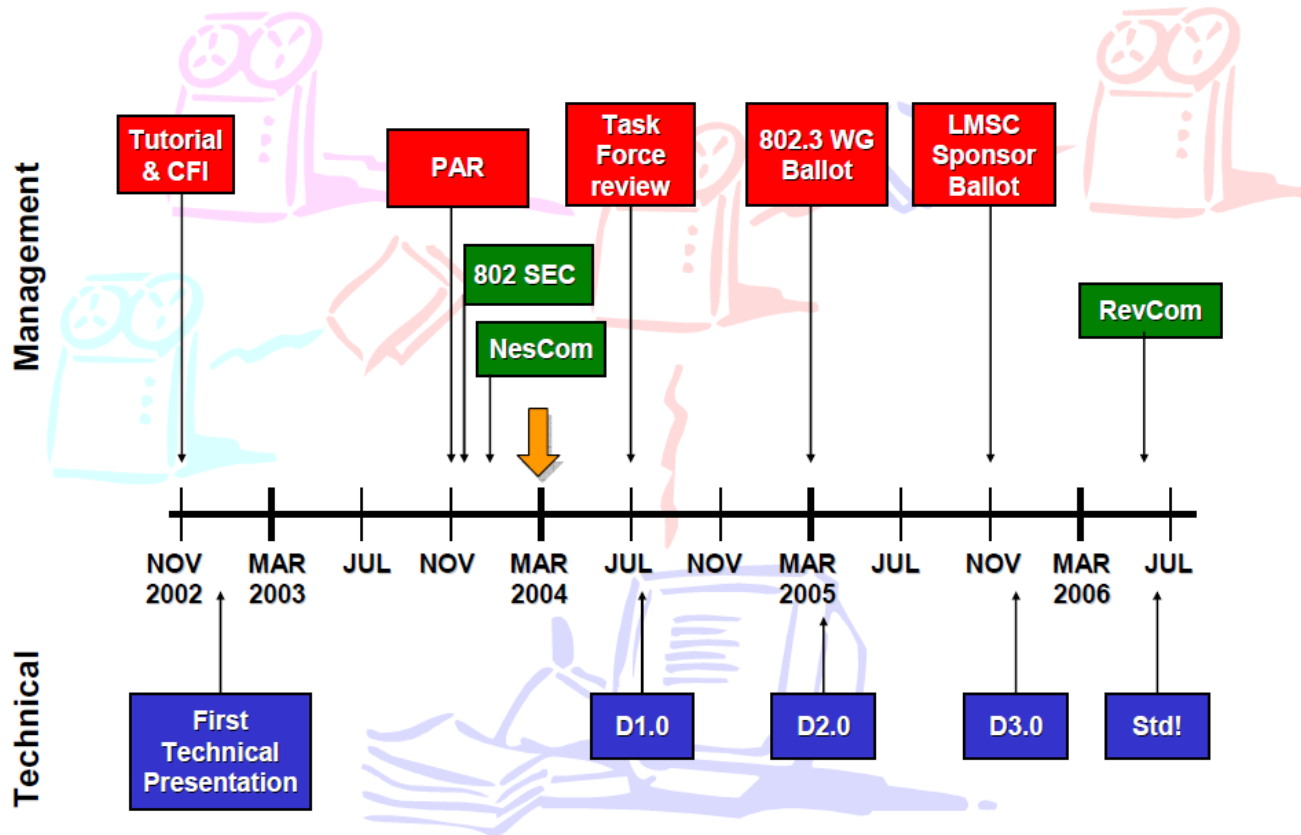 Management
Tutorial
& CFI
PAR
Task
Force
review
802.3 WG
Ballot
LMSC
Sponsor
Ballot
802 SEC
NesCom
RevCom
NOV
2002
MAR
2003
JUL
NOV
MAR
2004
JUL
NOV
MAR
2005
JUL
NOV
MAR
2006
JUL
Technical
First
Technical
Presentation
D1.0
D2.0
D3.0
Std!